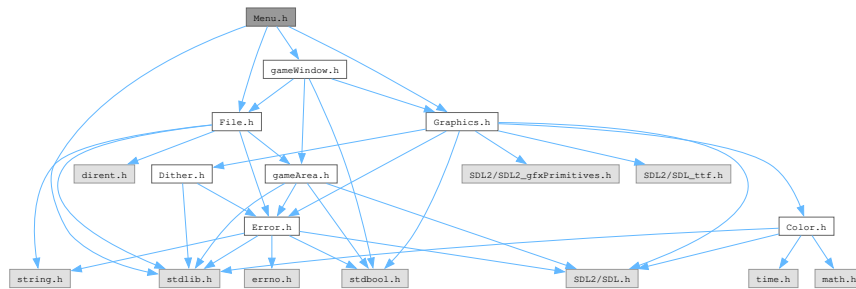 Menu.h
gameWindow.h
File.h
Graphics.h
dirent.h
Dither.h
gameArea.h
SDL2/SDL2_gfxPrimitives.h
SDL2/SDL_ttf.h
Error.h
Color.h
string.h
stdlib.h
errno.h
stdbool.h
SDL2/SDL.h
time.h
math.h